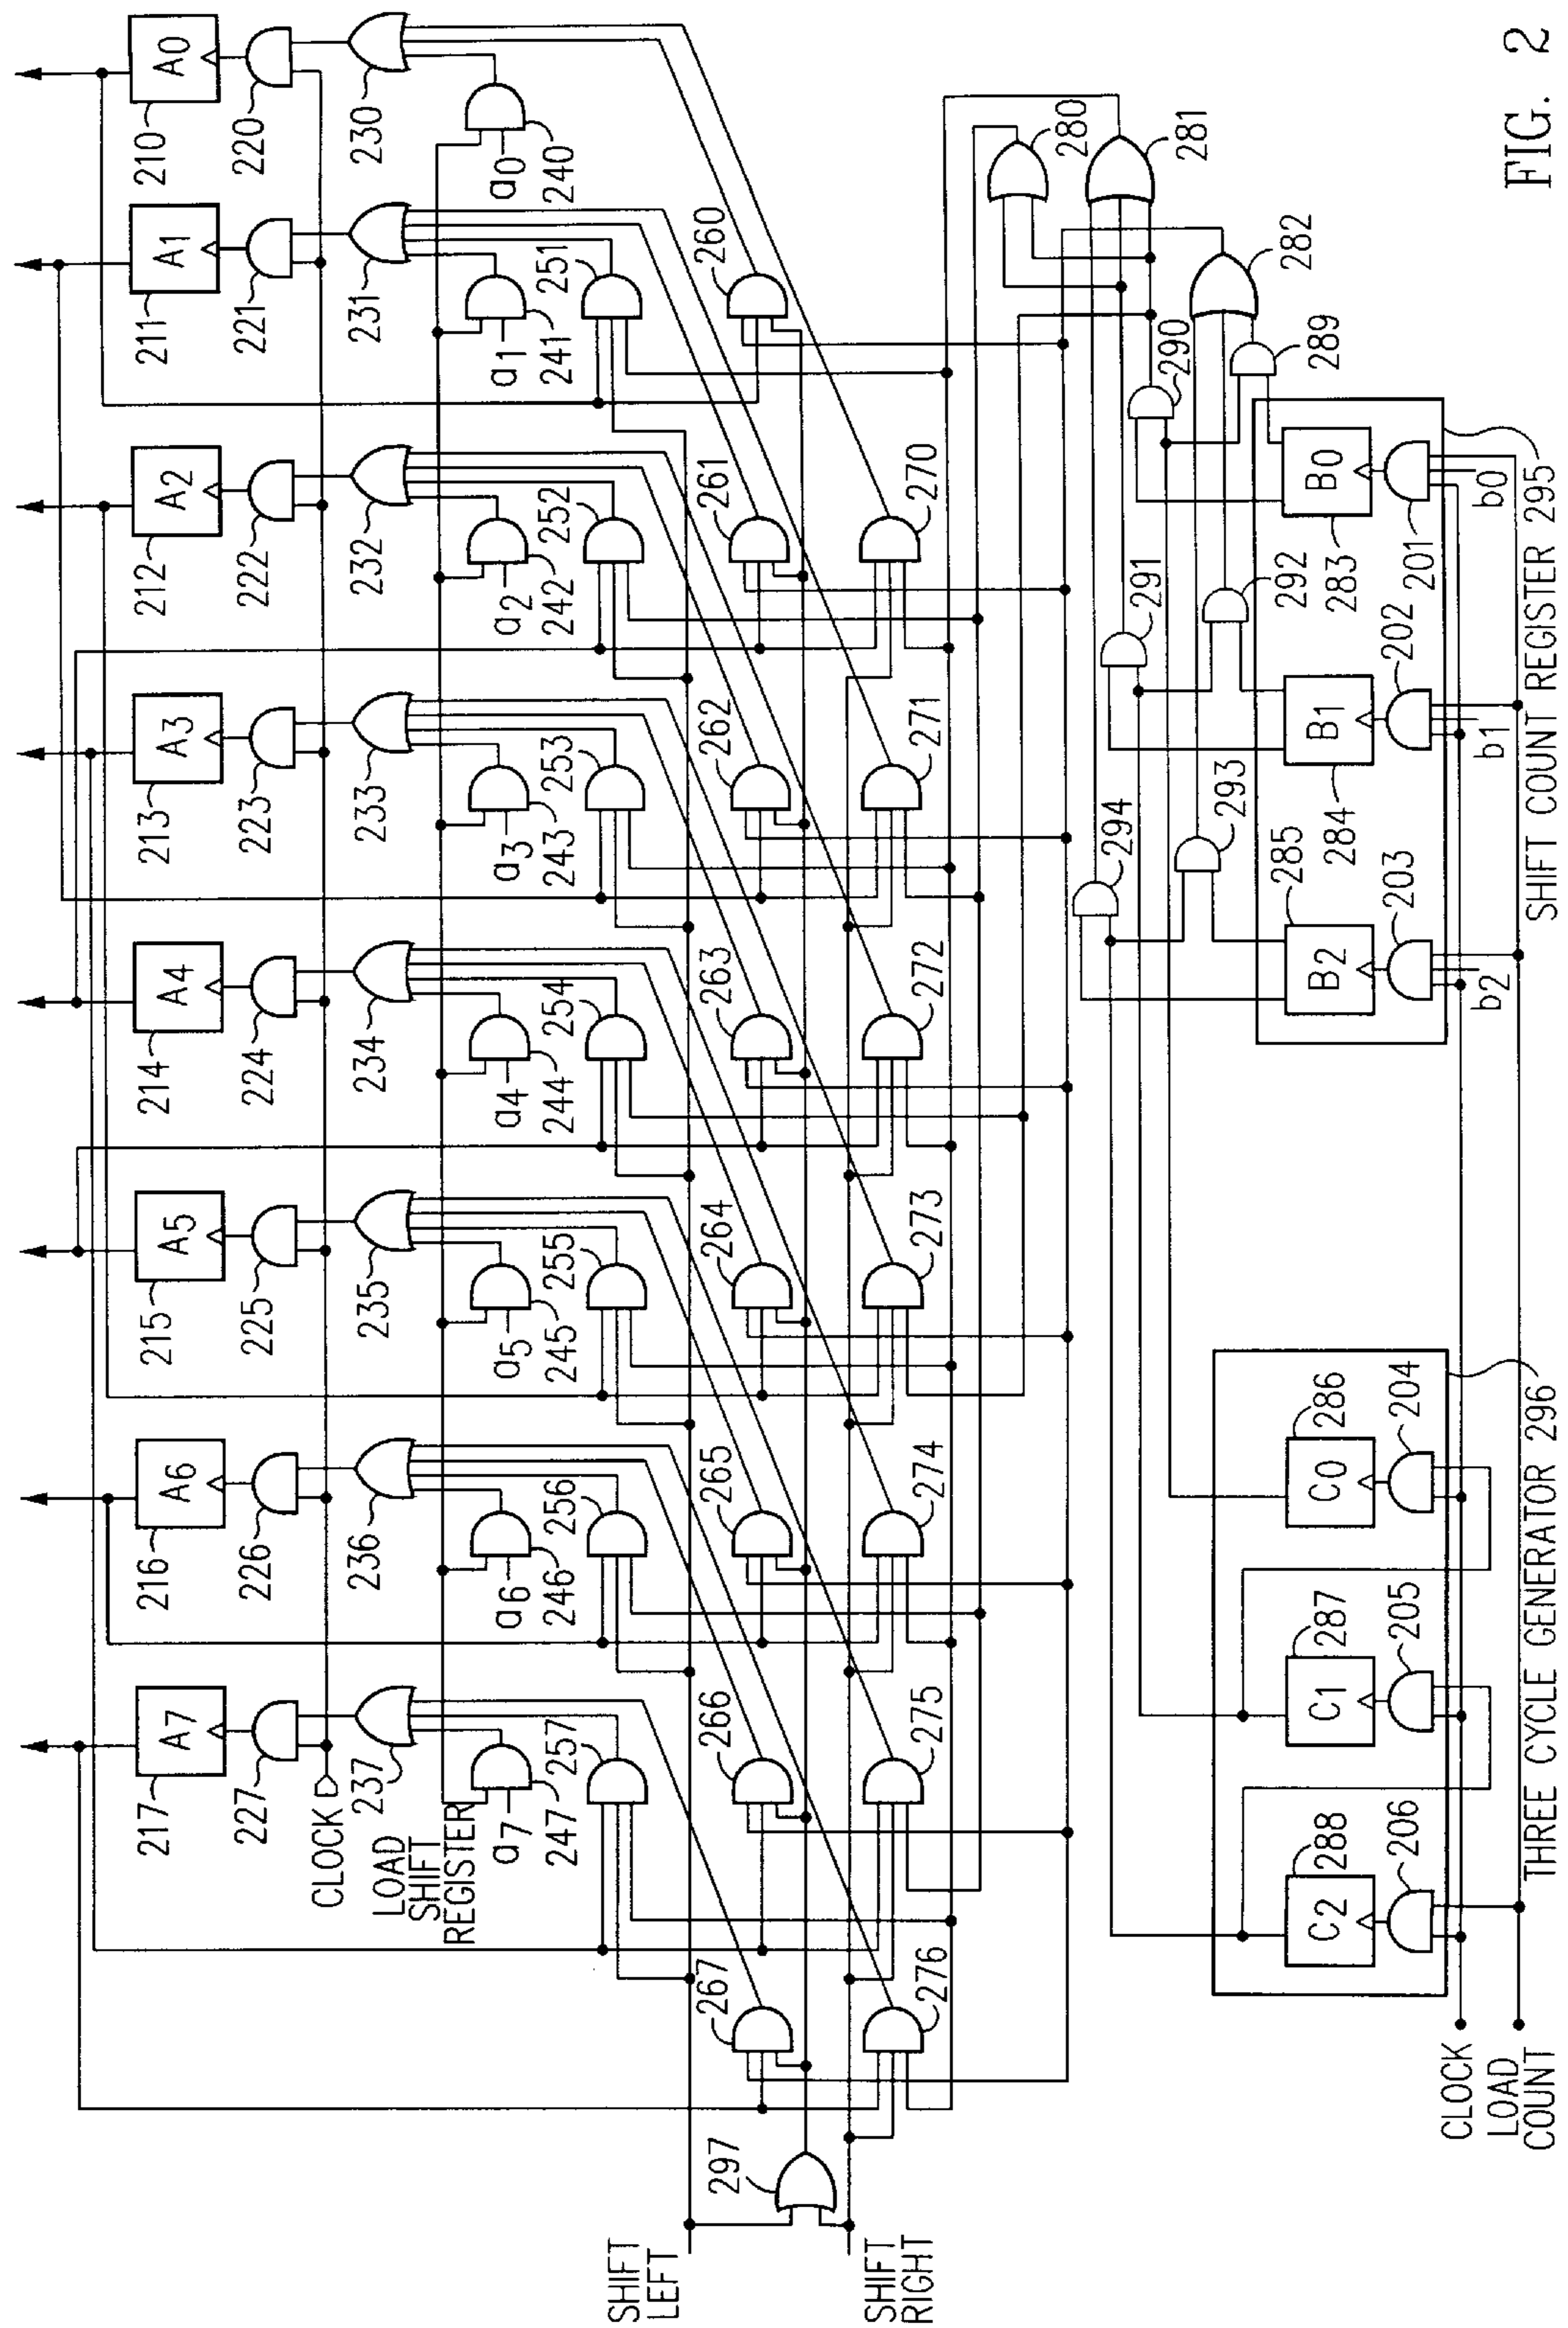 A7 A6 A5 A4 A3 A2 A1 A0
217 216 215 214 213 212 211 210
227 226 225 224 223 222 221 220
CLOCK
237 236 235 234 233 232 231 230
LOAD
SHIFT
REGISTER
a7 a6 a5 a4 a3 a2 a1 a0
247 246 245 244 243 242 241 240
257 256 255 254 253 252 251
SHIFT
LEFT
267 266 265 264 263 262 261 260
297
SHIFT
RIGHT
276 275 274 273 272 271 270
280
281
294 291 290
293 292 282
289
288 287 286 285 284 283
C2 C1 C0 B2 B1 B0
206 205 204 203 202 201
CLOCK
b2 b1 b0
LOAD
COUNT
THREE CYCLE GENERATOR 296
SHIFT COUNT REGISTER 295
FIG. 2